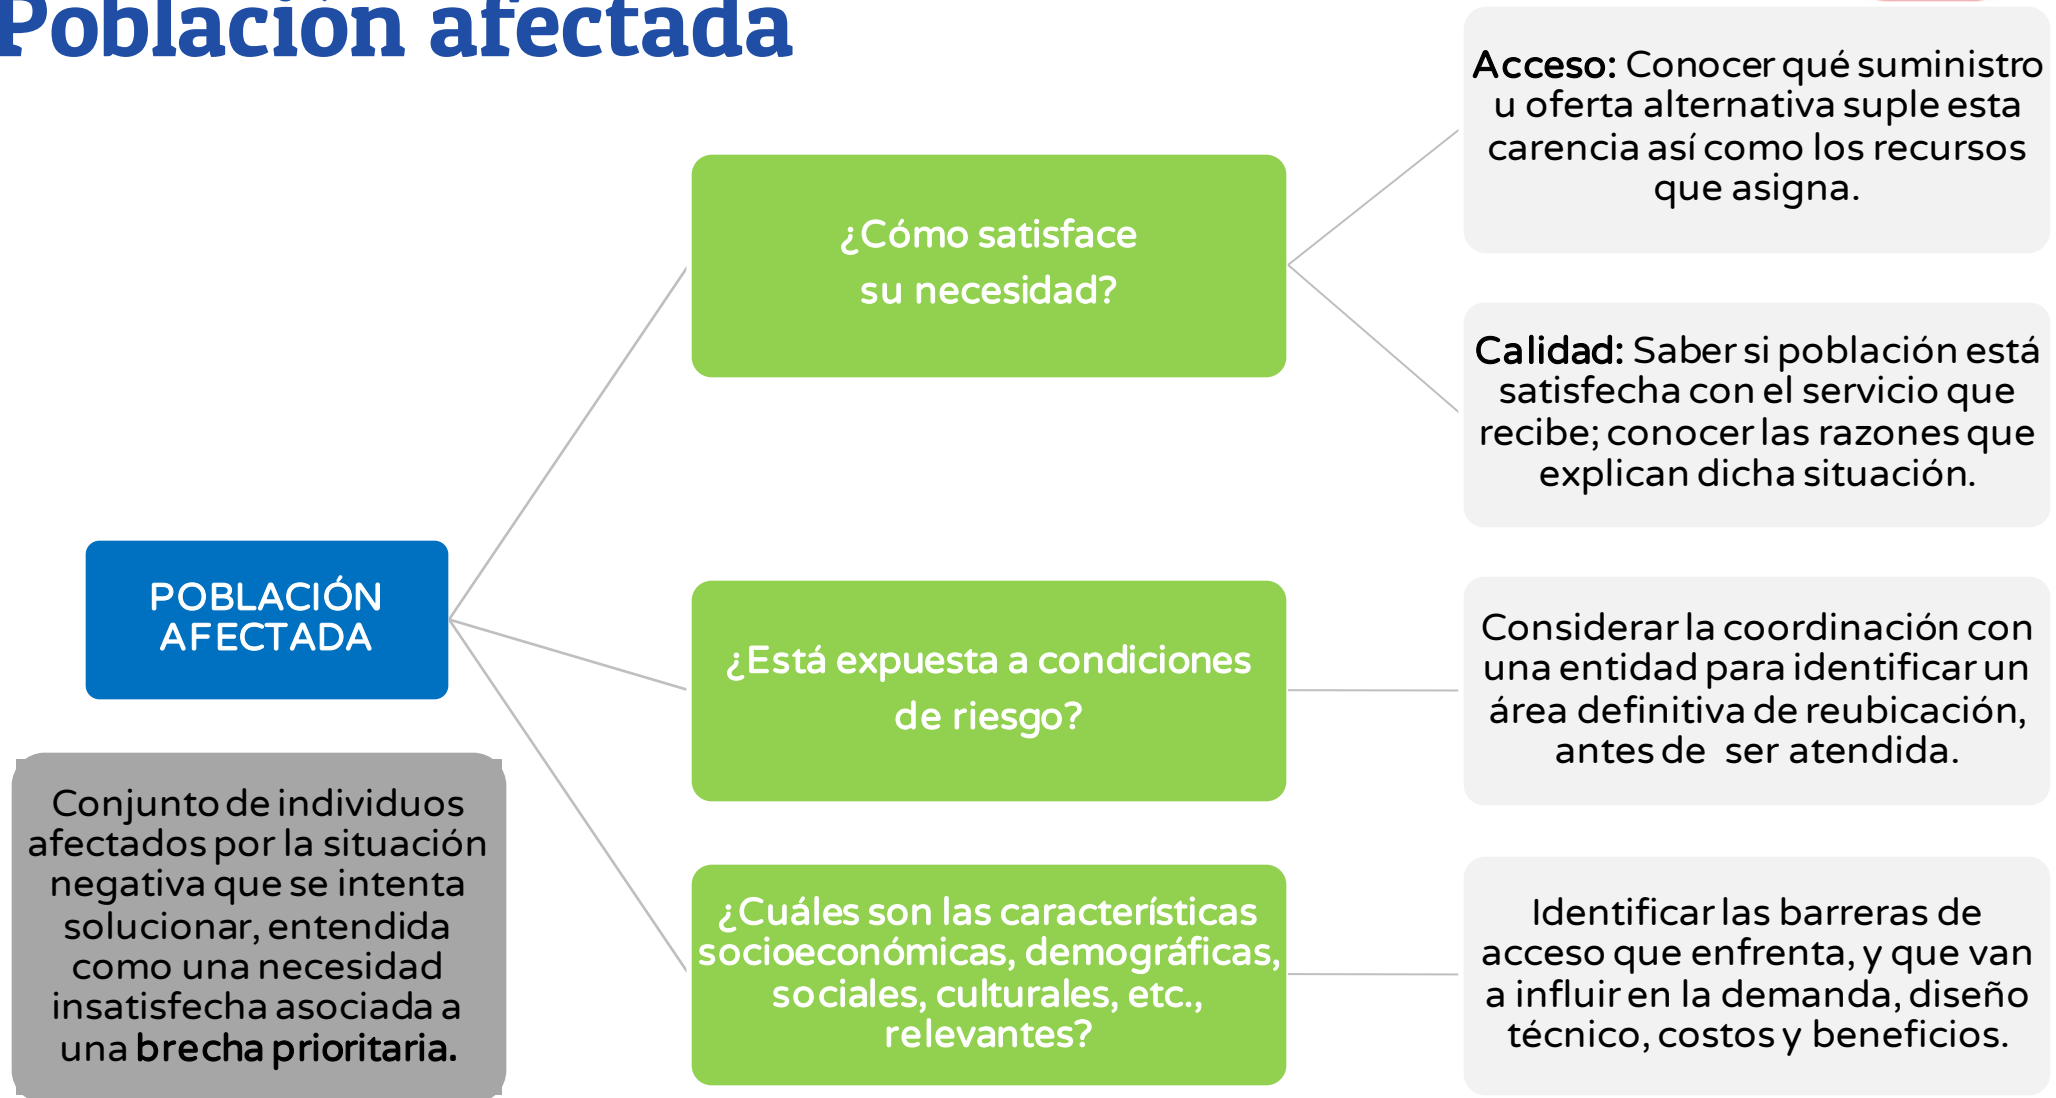 Población afectada
POBLACIÓN
AFECTADA
Conjunto de individuos
afectados por la situación
negativa que se intenta
solucionar, entendida
como una necesidad
insatisfecha asociada a
una brecha prioritaria.
¿Cómo satisface
su necesidad?
Acceso: Conocer qué suministro
u oferta alternativa suple esta
carencia así como los recursos
que asigna.
Calidad: Saber si población está
satisfecha con el servicio que
recibe; conocer las razones que
explican dicha situación.
¿Está expuesta a condiciones
de riesgo?
Considerar la coordinación con
una entidad para identificar un
área definitiva de reubicación,
antes de ser atendida.
¿Cuáles son las características
socioeconómicas, demográficas,
sociales, culturales, etc.,
relevantes?
Identificar las barreras de
acceso que enfrenta, y que van
a influir en la demanda, diseño
técnico, costos y beneficios.